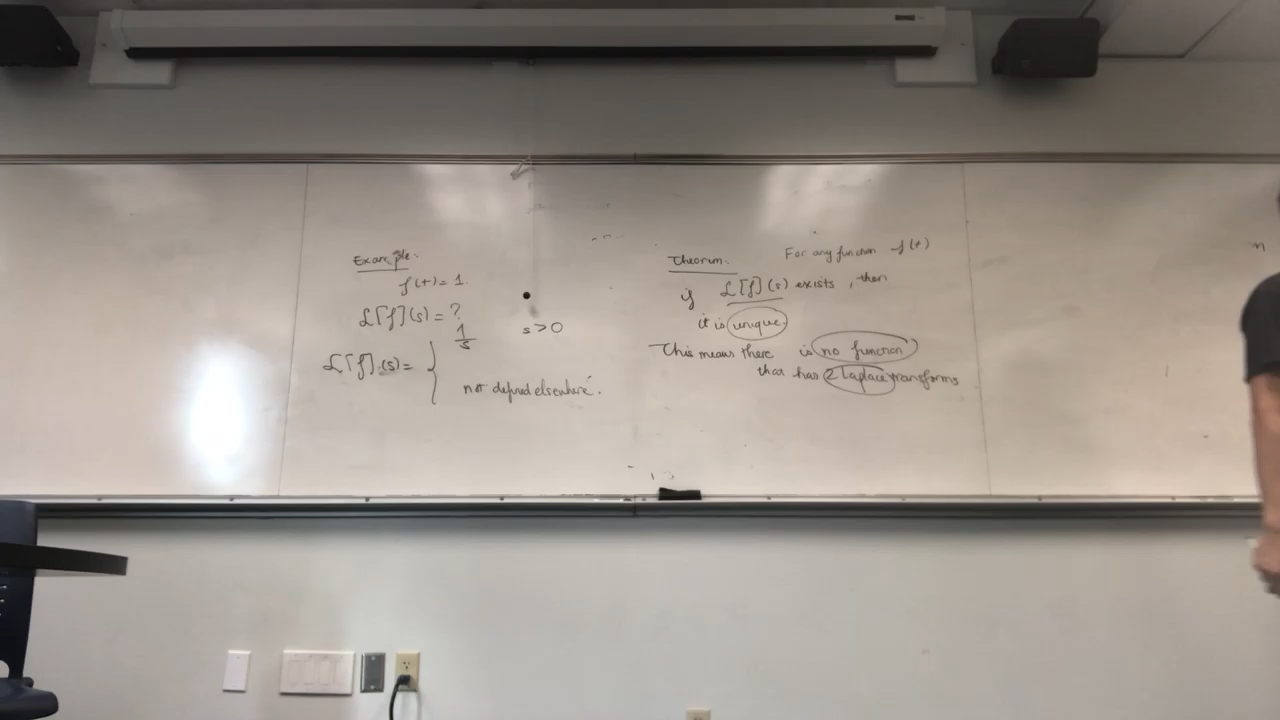 Example:
f(t)=1.
ℒ[f](s)=?
ℒ[f](s)= { 1/s s>0
not defined elsewhere.
Theorem: For any function f(t)
if ℒ[f](s) exists, then
it is unique.
This means there is no function
that has 2 Laplace transforms